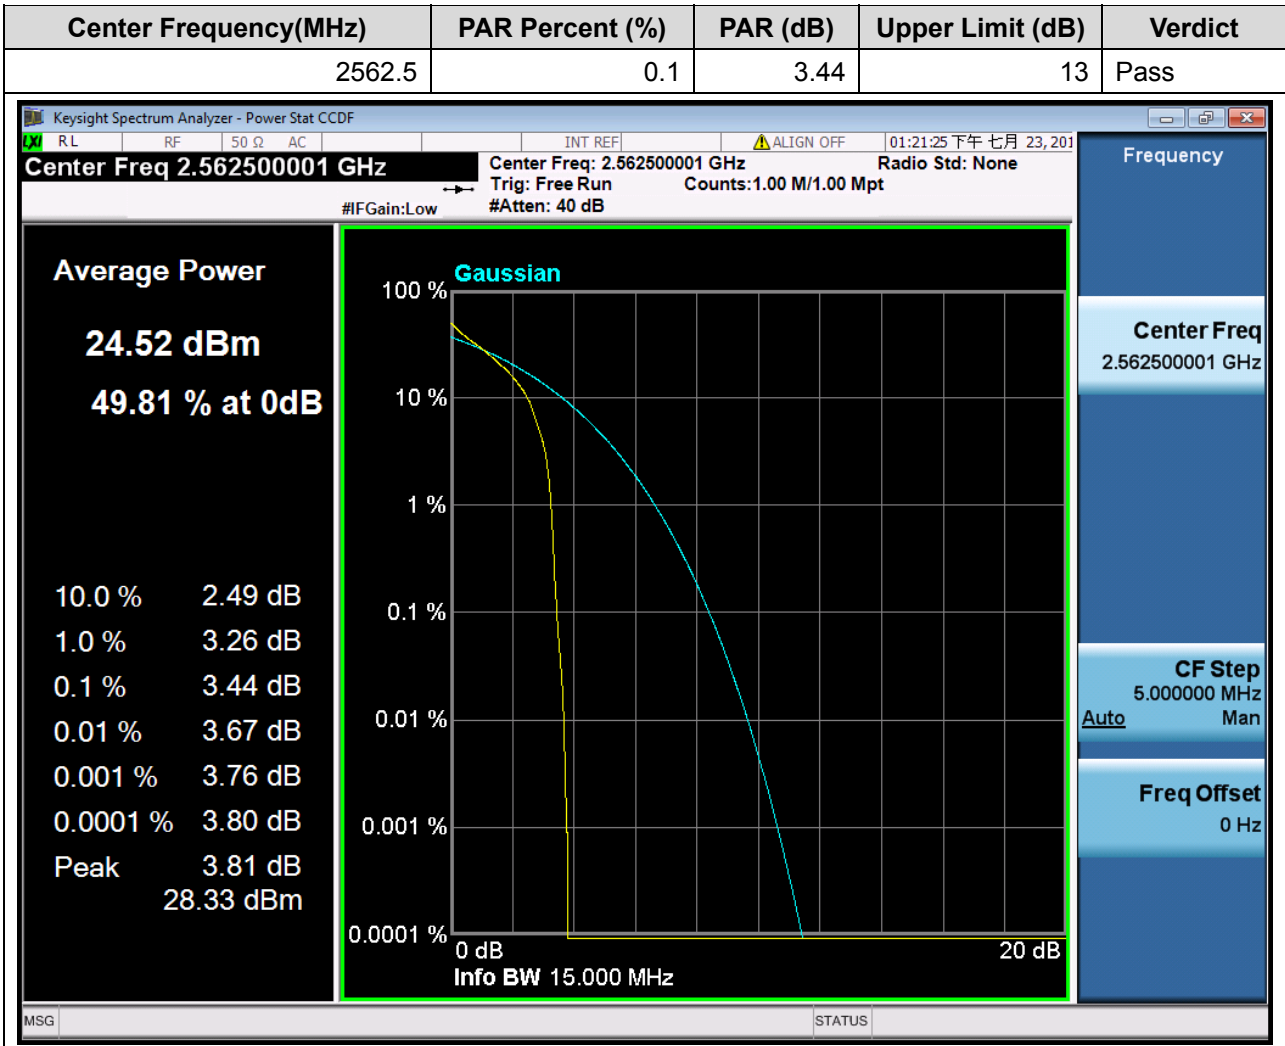 Center Frequency(MHz) PAR Percent (%) PAR (dB) Upper Limit (dB) Verdict
2562.5 0.1 3.44 13 Pass
Keysight Spectrum Analyzer - Power Stat CCDF
LXI RL RF 50 Ω AC INT REF ALIGN OFF 01:21:25 下午 七月 23, 201
Center Freq 2.562500001 GHz
Center Freq: 2.562500001 GHz Radio Std: None
Trig: Free Run Counts:1.00 M/1.00 Mpt
#IFGain:Low #Atten: 40 dB
Frequency
Average Power
24.52 dBm
49.81 % at 0dB
10.0 % 2.49 dB
1.0 % 3.26 dB
0.1 % 3.44 dB
0.01 % 3.67 dB
0.001 % 3.76 dB
0.0001 % 3.80 dB
Peak 3.81 dB
28.33 dBm
Gaussian
100 %
10 %
1 %
0.1 %
0.01 %
0.001 %
0.0001 %
0 dB 20 dB
Info BW 15.000 MHz
Center Freq
2.562500001 GHz
CF Step
5.000000 MHz
Auto Man
Freq Offset
0 Hz
MSG STATUS